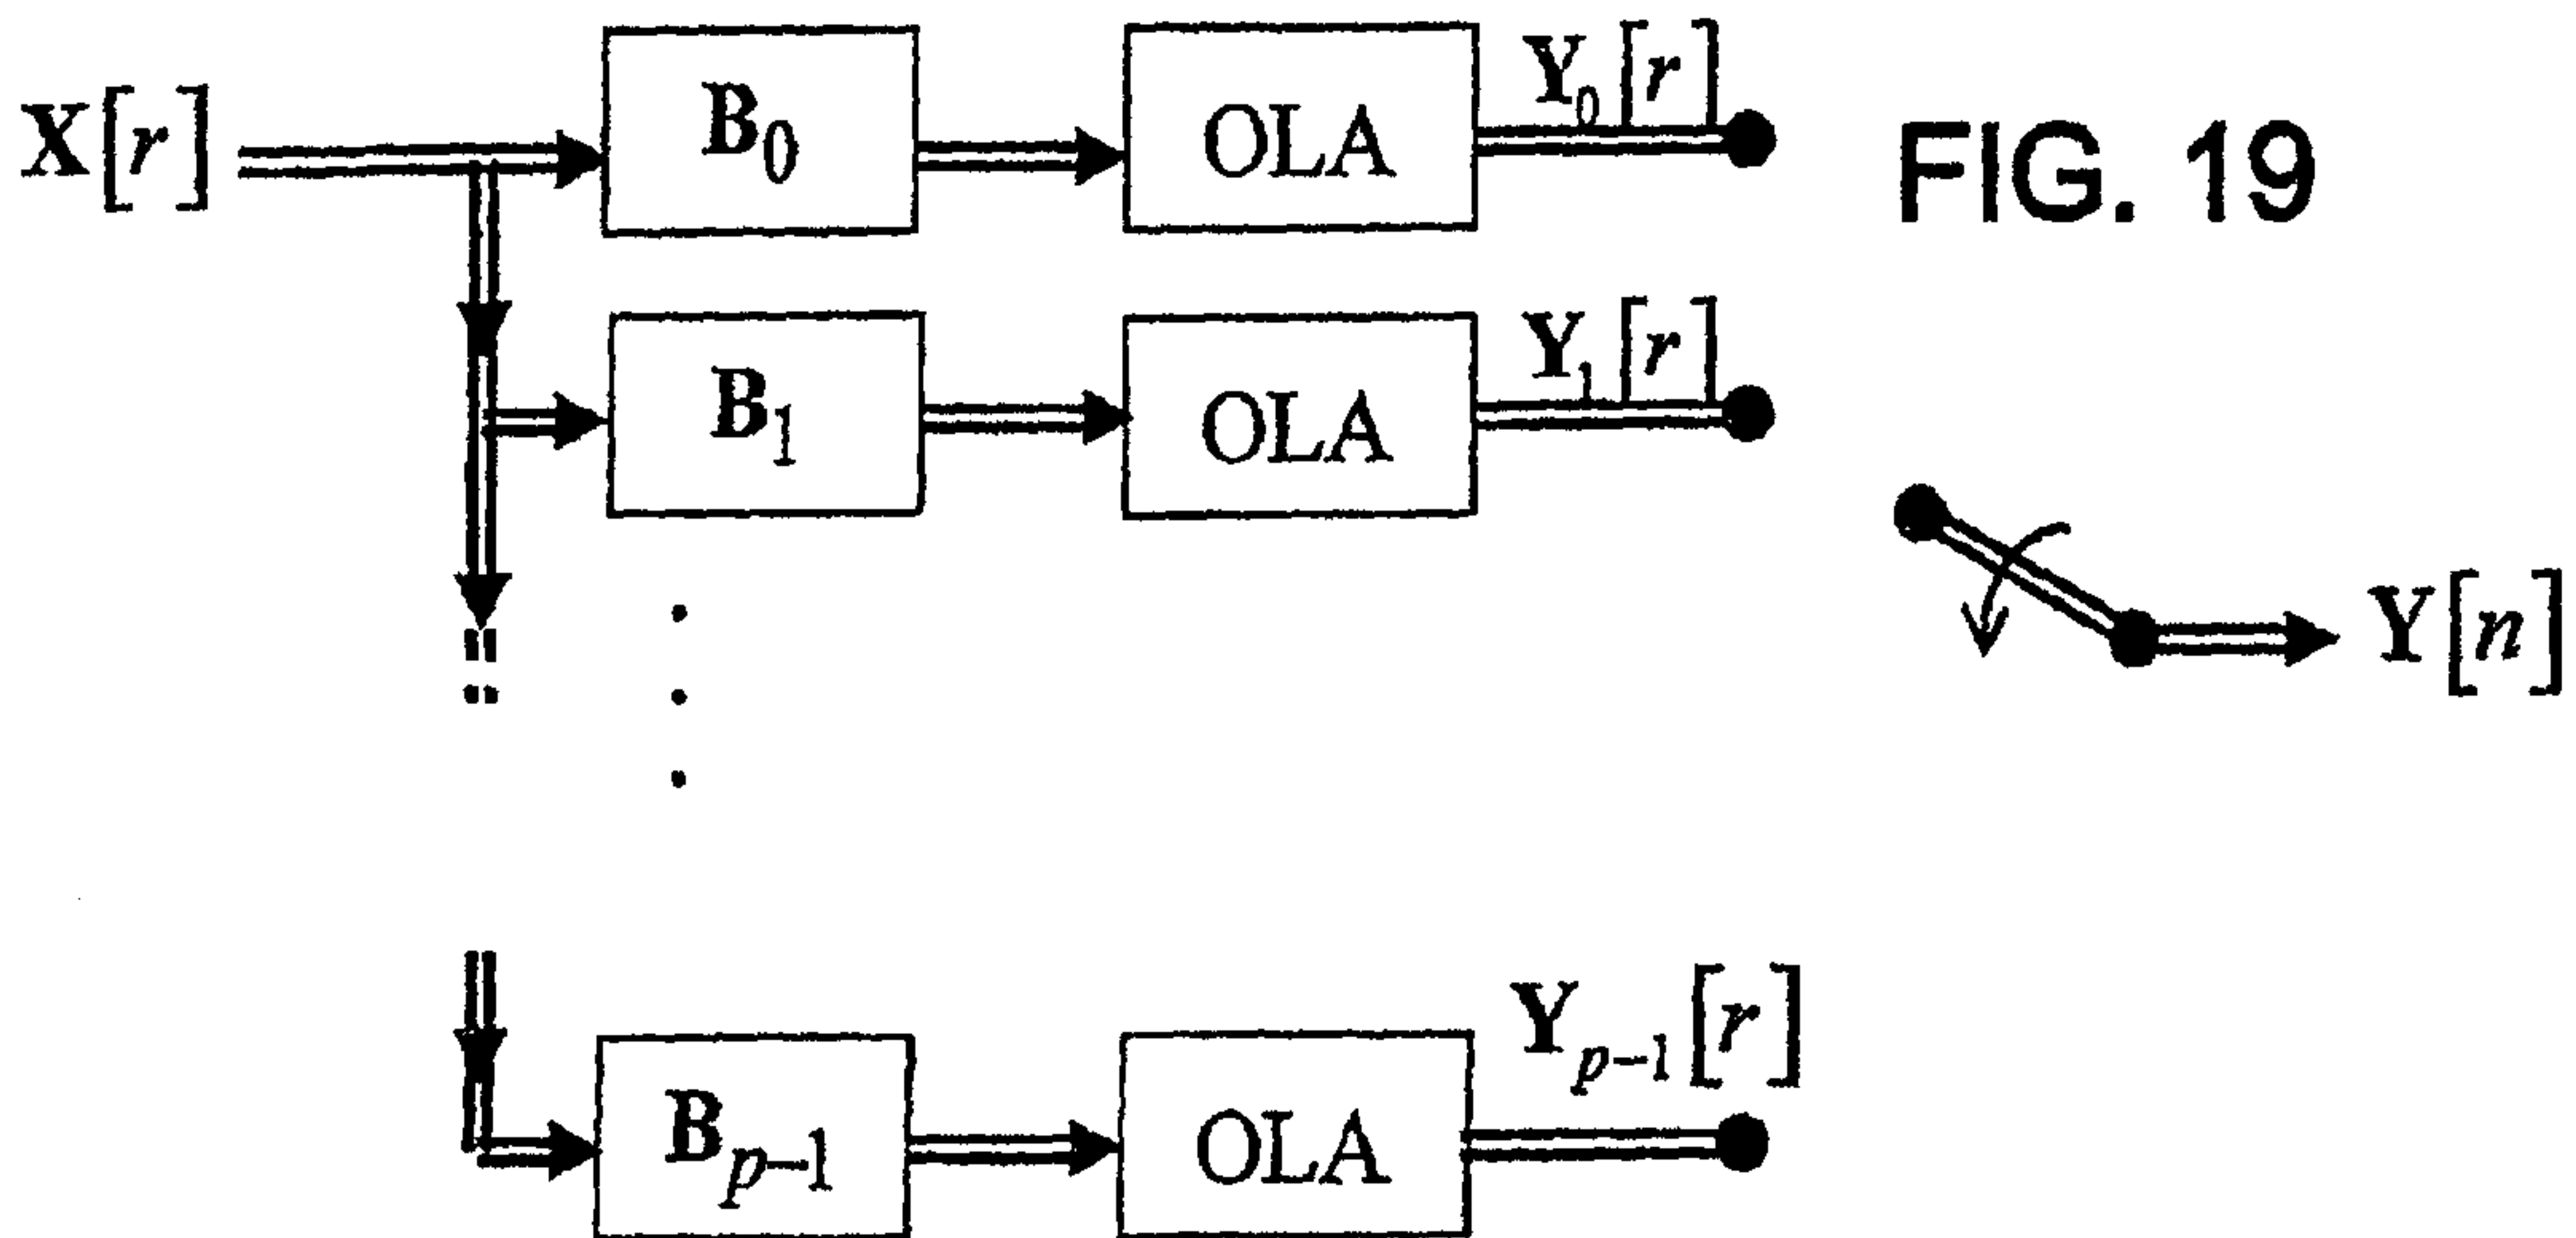 X[r]
B0
OLA
Y0[r]
FIG. 19
B1
OLA
Y1[r]
Y[n]
Bp−1
OLA
Yp−1[r]